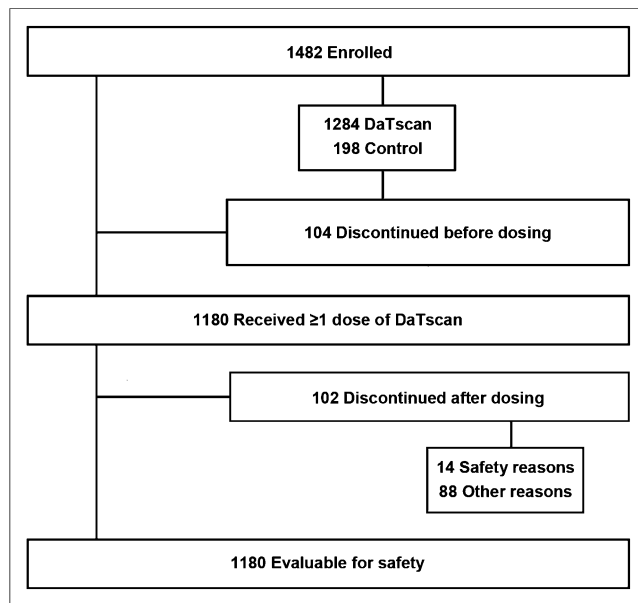 1482 Enrolled
1284 DaTscan
198 Control
104 Discontinued before dosing
1180 Received ≥1 dose of DaTscan
102 Discontinued after dosing
14 Safety reasons
88 Other reasons
1180 Evaluable for safety